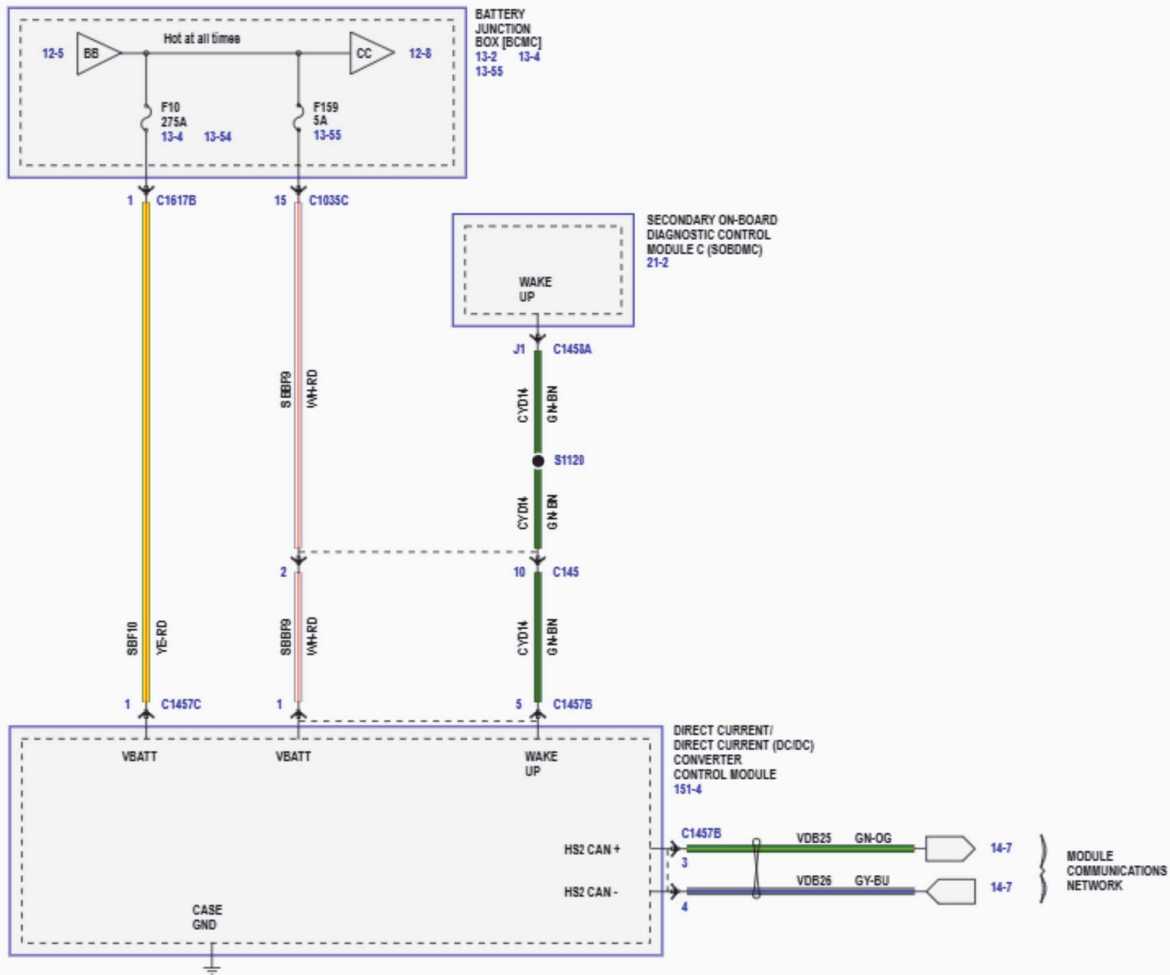 BATTERY
JUNCTION
BOX [BCMC]
13-2 13-4
13-55
Hot at all times
12-5 BB CC 12-8
F10
275A
13-4 13-54
F159
5A
13-55
1 C1617B
15 C1035C
SECONDARY ON-BOARD
DIAGNOSTIC CONTROL
MODULE C (SOBDMC)
21-2
WAKE
UP
J1 C1458A
SBBF9 WH-RD
CYD14 GN-BN
S1120
CYD14 GN-BN
2
10 C145
SBF10 YE-RD
SBBF9 WH-RD
CYD14 GN-BN
1 C1457C
1
5 C1457B
DIRECT CURRENT/
DIRECT CURRENT (DC/DC)
CONVERTER
CONTROL MODULE
151-4
VBATT
VBATT
WAKE
UP
C1457B
HS2 CAN +
3
VDB25 GN-OG
14-7
HS2 CAN -
4
VDB26 GY-BU
14-7
MODULE
COMMUNICATIONS
NETWORK
CASE
GND